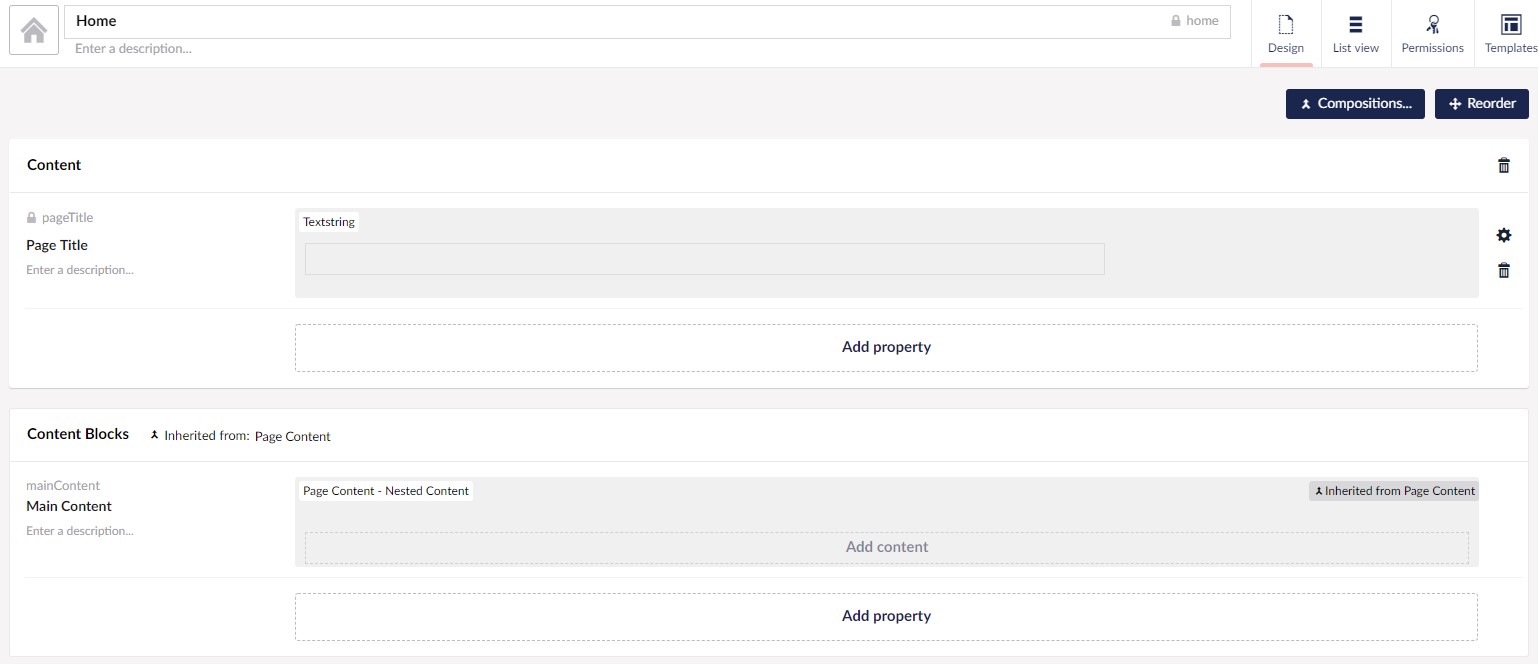 Home
home
Enter a description...
Design
List view
Permissions
Templates
Compositions...
Reorder
Content
pageTitle
Page Title
Enter a description...
Textstring
Add property
Content Blocks
Inherited from: Page Content
mainContent
Main Content
Enter a description...
Page Content - Nested Content
Inherited from Page Content
Add content
Add property